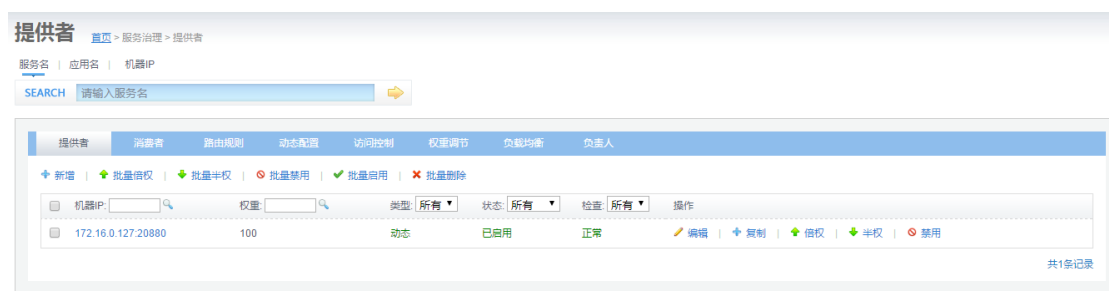 提供者 首页 > 服务治理 > 提供者
服务名 | 应用名 | 机器IP
SEARCH 请输入服务名
提供者 消费者 路由规则 动态配置 访问控制 权重调节 负载均衡 负责人
新增 | 批量倍权 | 批量半权 | 批量禁用 | 批量启用 | 批量删除
机器IP: 权重: 类型: 所有 状态: 所有 检查: 所有 操作
172.16.0.127:20880 100 动态 已启用 正常 编辑 | 复制 | 倍权 | 半权 | 禁用
共1条记录